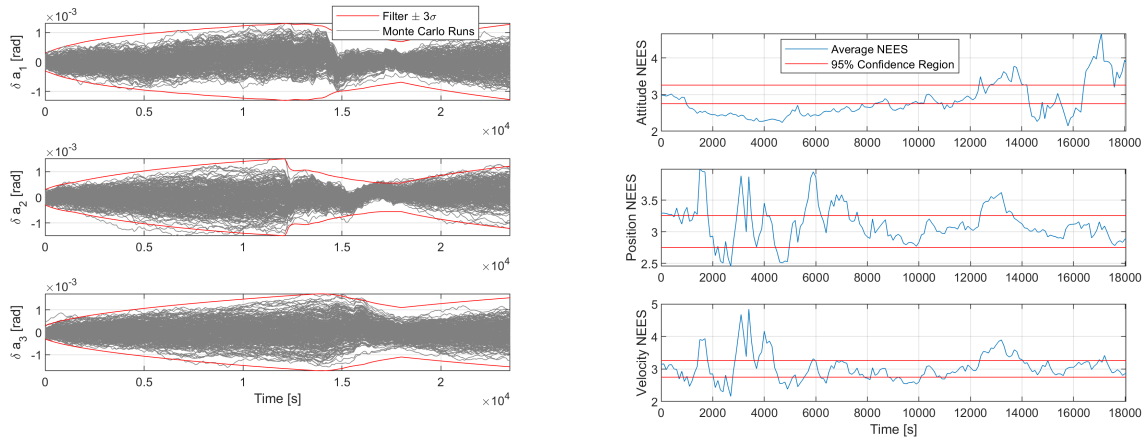 ×10⁻³
Filter ± 3σ
Monte Carlo Runs
δ a₁ [rad]
1
0
-1
0 0.5 1 1.5 2
×10⁴
×10⁻³
δ a₂ [rad]
1
0
-1
0 0.5 1 1.5 2
×10⁴
×10⁻³
δ a₃ [rad]
1
0
-1
0 0.5 1 1.5 2
×10⁴
Time [s]
Average NEES
95% Confidence Region
Attitude NEES
4
3
2
0 2000 4000 6000 8000 10000 12000 14000 16000 18000
Position NEES
3.5
3
2.5
0 2000 4000 6000 8000 10000 12000 14000 16000 18000
Velocity NEES
5
4
3
2
0 2000 4000 6000 8000 10000 12000 14000 16000 18000
Time [s]